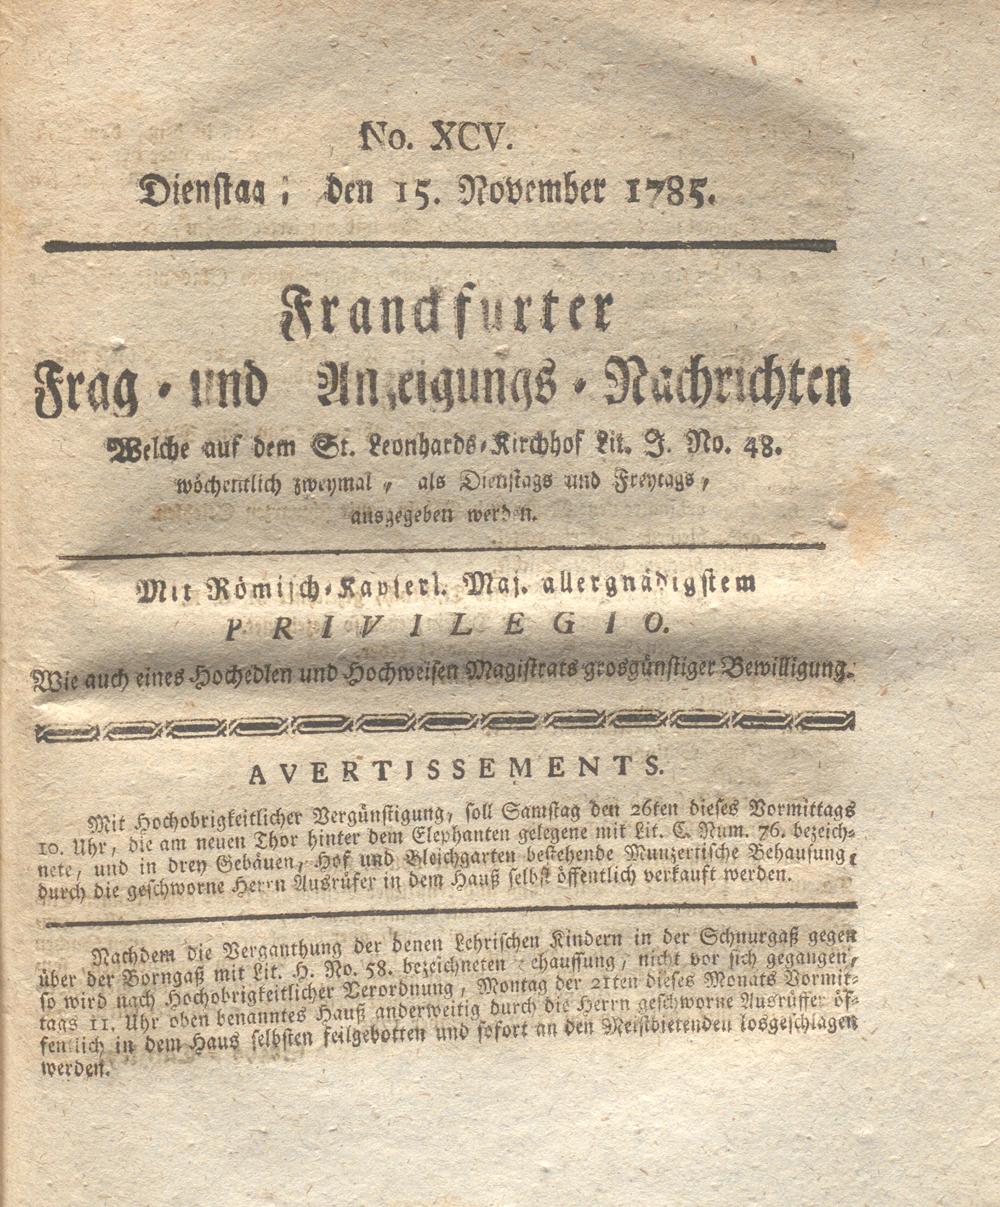 No. XCV.
Dienstag; den 15. November 1785.
Franckfurter
Frag- und Anzeigungs-Nachrichten
Welche auf dem St. Leonhards-Kirchhof Lit. J. No. 48.
wöchentlich zweymal, als Dienstags und Freytags,
ausgegeben werden.
Mit Römisch-Kayserl. Maj. allergnädigstem
PRIVILEGIO.
Wie auch eines Hochedlen und Hochweisen Magistrats grosgünstiger Bewilligung.
AVERTISSEMENTS.
Mit Hochobrigkeitlicher Vergünstigung, soll Samstag den 26ten dieses Vormittags
10. Uhr, die am neuen Thor hinter dem Elephanten gelegene mit Lit. C. Num. 76. bezeich-
nete, und in drey Gebäuen, Hof und Bleichgarten bestehende Munzertische Behausung,
durch die geschworne Herrn Ausrüfer in dem Hauß selbst öffentlich verkauft werden.
Nachdem die Verganthung der denen Lehrischen Kindern in der Schnurgaß gegen
über der Borngaß mit Lit. H. No. 58. bezeichneten Behaussung, nicht vor sich gegangen,
so wird nach Hochobrigkeitlicher Verordnung, Montag der 21ten dieses Monats Vormit-
tags 11. Uhr oben benanntes Hauß anderweitig durch die Herrn geschworne Ausrüffer öf-
fentlich in dem Haus selbsten feilgebotten und sofort an den Meistbietenden losgeschlagen
werden.